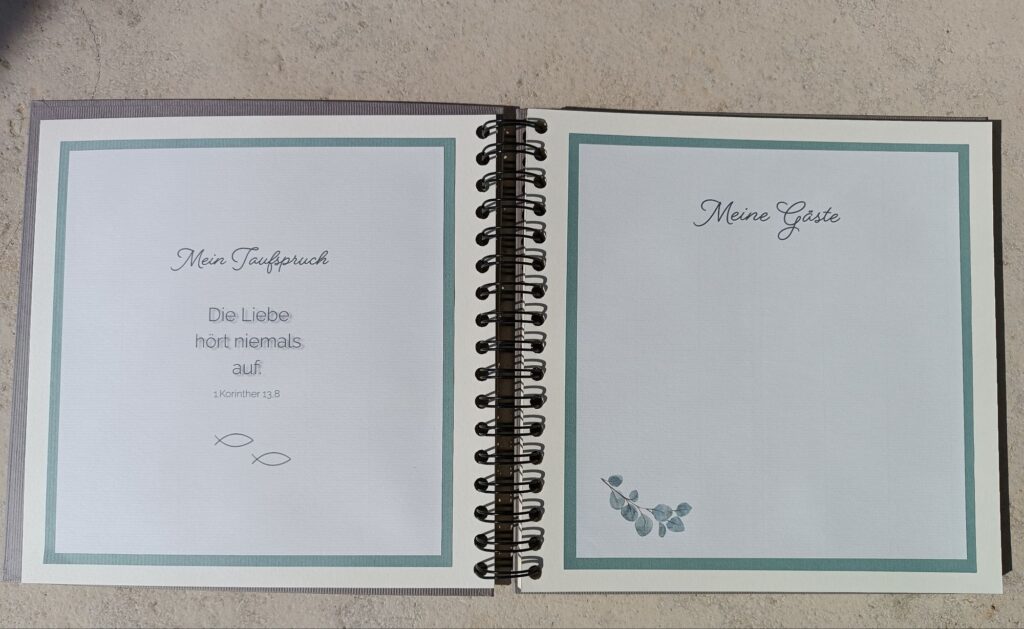 Mein Taufspruch
Die Liebe
hört niemals
auf.
1.Korinther 13,8
Meine Gäste